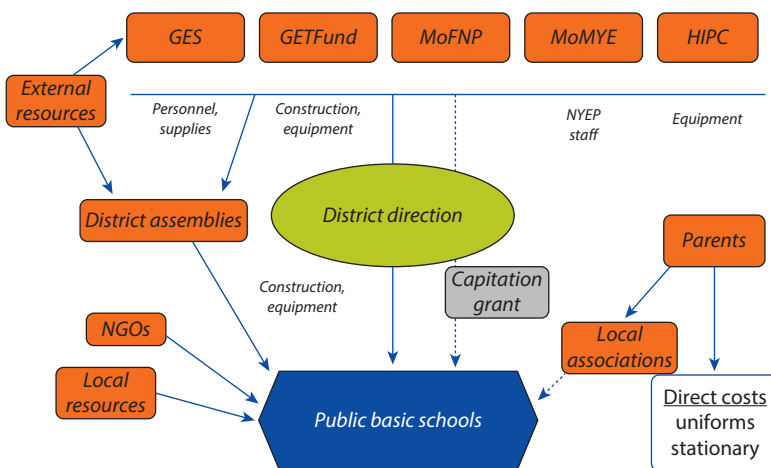 GES
GETFund
MoFNP
MoMYE
HIPC
External
resources
Personnel,
supplies
Construction,
equipment
NYEP
staff
Equipment
District assemblies
District direction
Parents
Construction,
equipment
Capitation
grant
NGOs
Local
associations
Local
resources
Public basic schools
Direct costs
uniforms
stationary